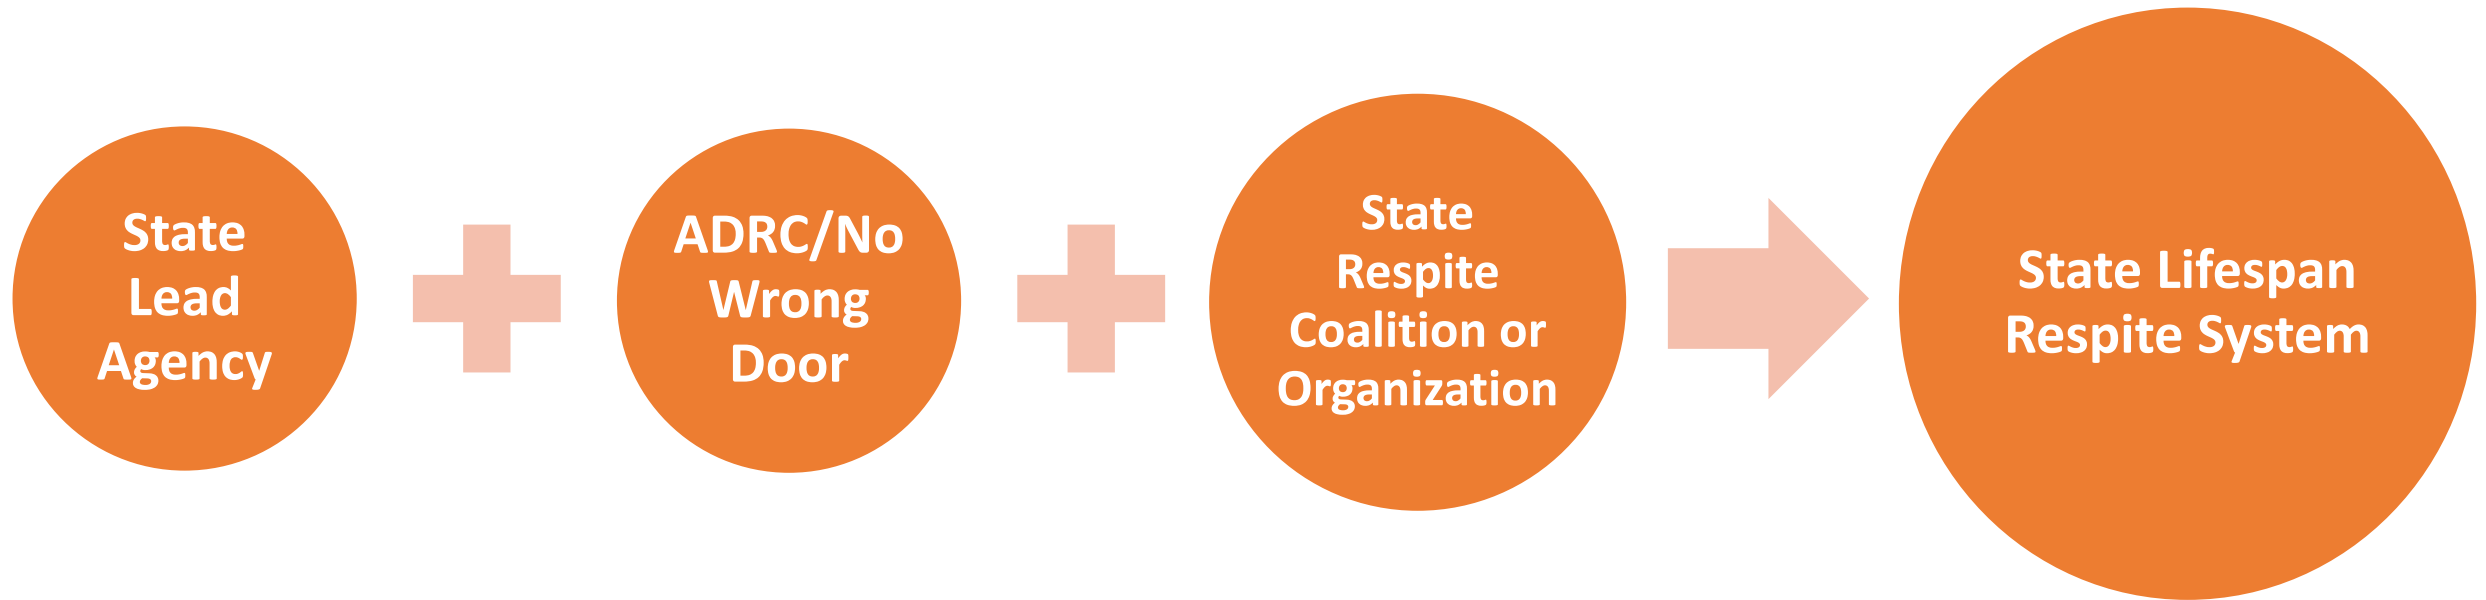 State
Lead
Agency
ADRC/No
Wrong
Door
State
Respite
Coalition or
Organization
State Lifespan
Respite System